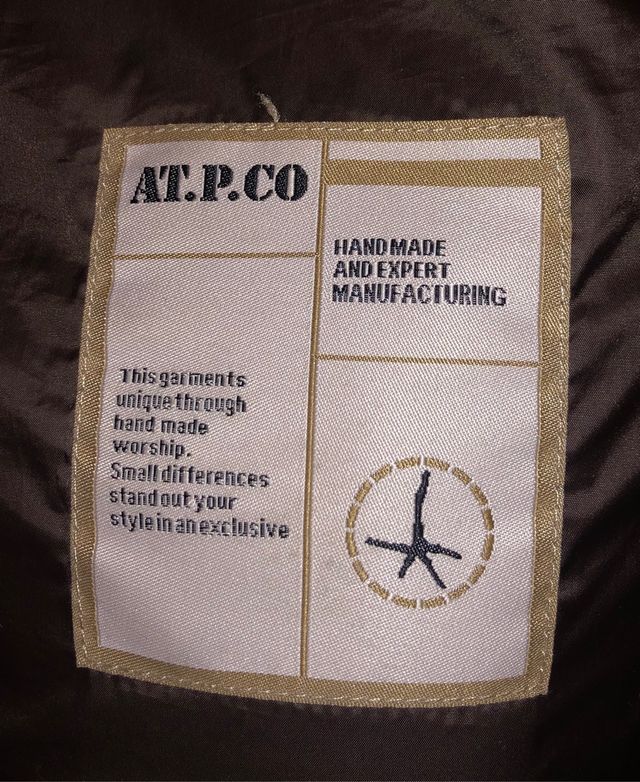 AT.P.CO
HANDMADE
AND EXPERT
MANUFACTURING
This garments
unique through
hand made
worship.
Small differences
stand out your
style in an exclusive